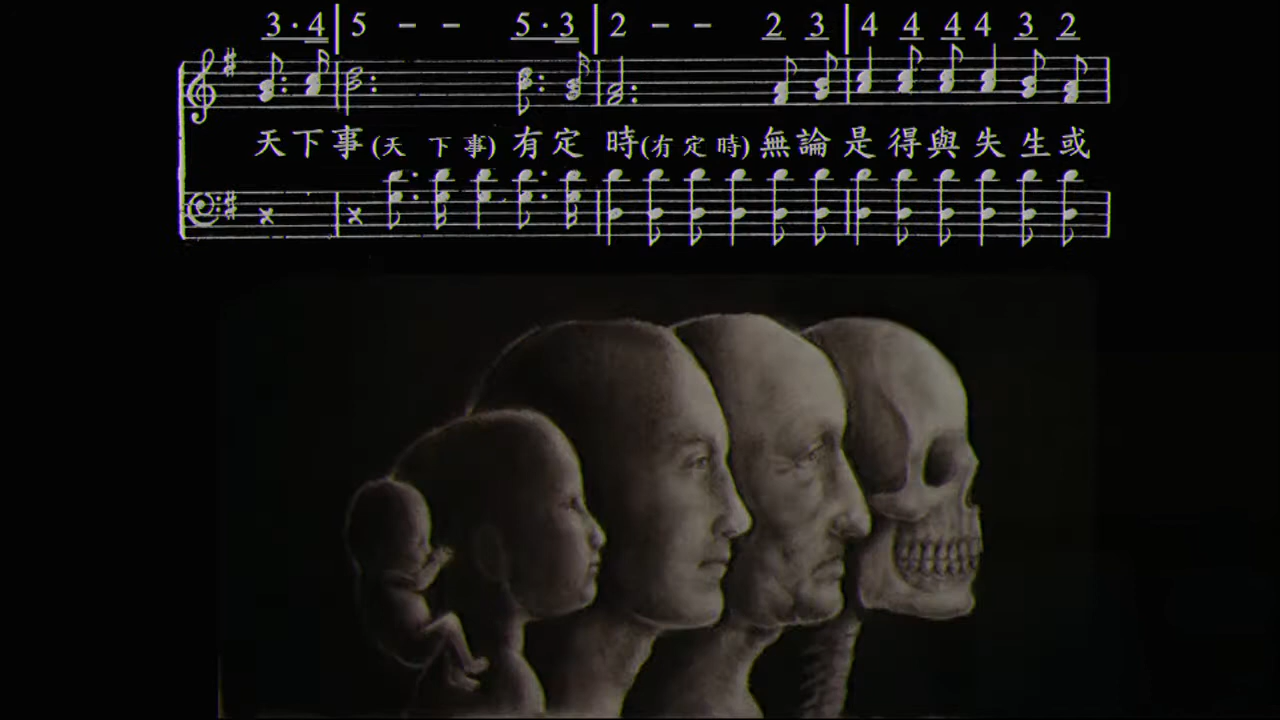 3·4 | 5 – – 5·3 | 2 – – 2 3 | 4 4 4 4 3 2
天下事(天下事)有定時(有定時)無論是得與失生或